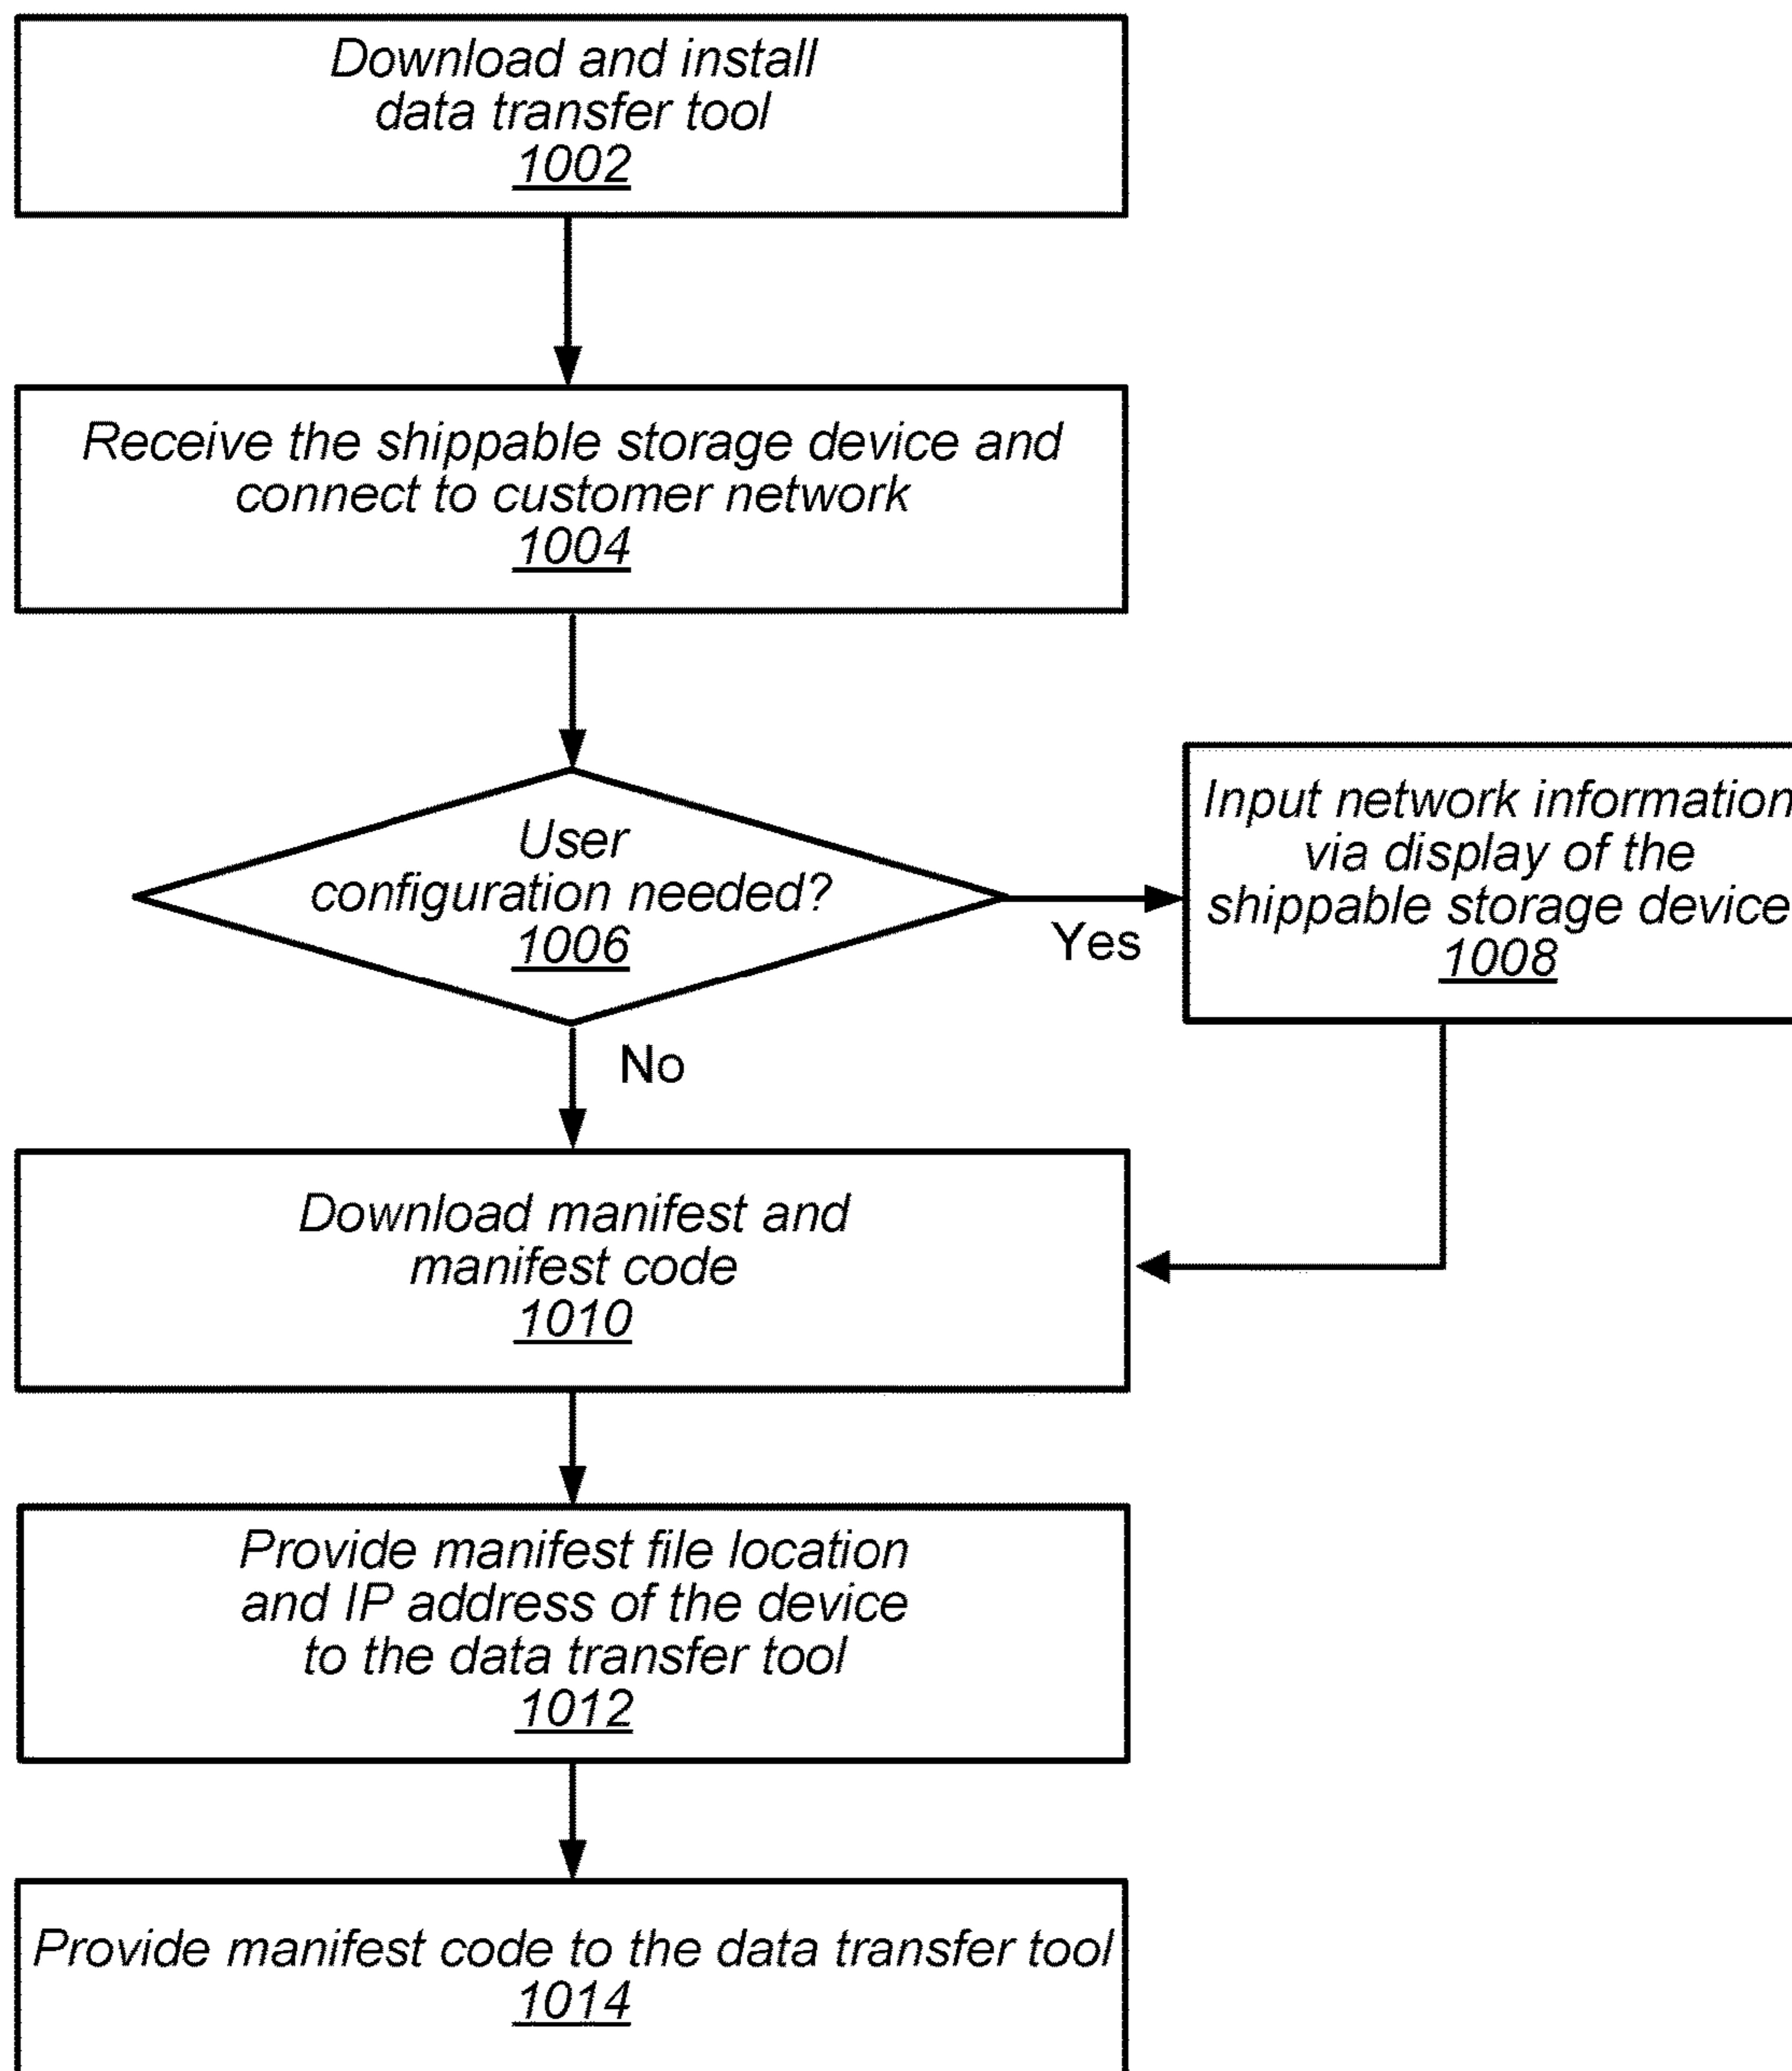 Download and install
data transfer tool
1002
Receive the shippable storage device and
connect to customer network
1004
User
configuration needed?
1006
Yes
Input network information
via display of the
shippable storage device
1008
No
Download manifest and
manifest code
1010
Provide manifest file location
and IP address of the device
to the data transfer tool
1012
Provide manifest code to the data transfer tool
1014